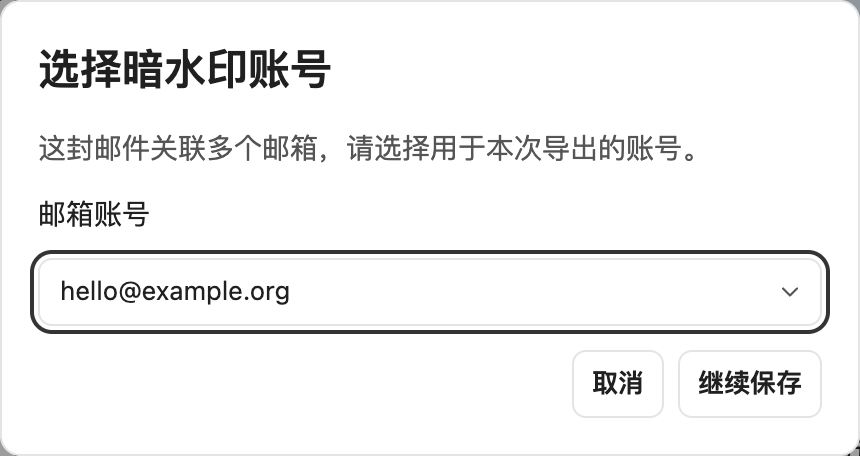 选择暗水印账号
这封邮件关联多个邮箱，请选择用于本次导出的账号。
邮箱账号
hello@example.org
取消
继续保存